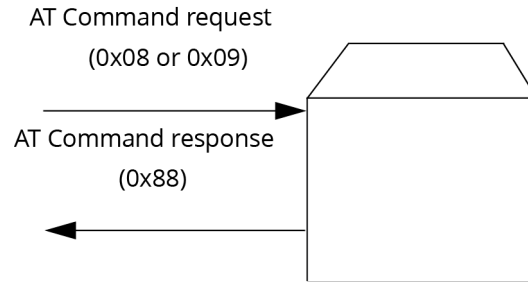 AT Command request
(0x08 or 0x09)
AT Command response
(0x88)